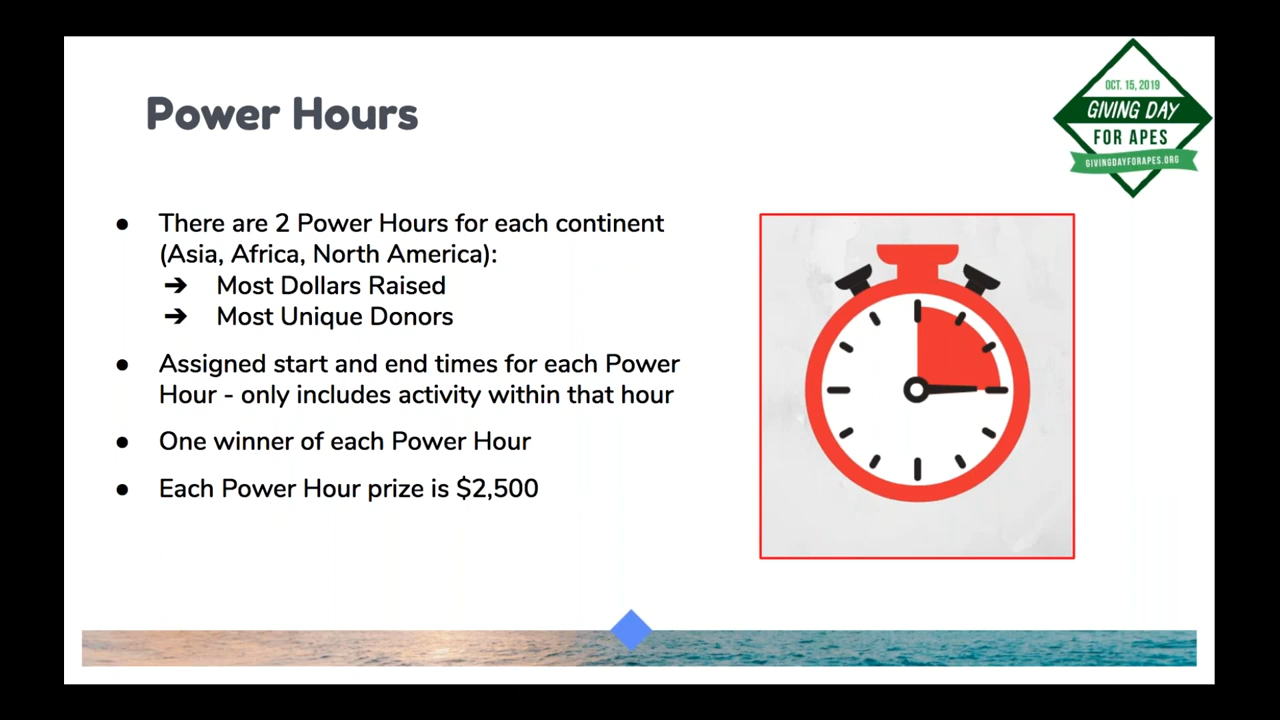 Power Hours
OCT. 15, 2019
GIVING DAY
FOR APES
GIVINGDAYFORAPES.ORG
● There are 2 Power Hours for each continent
(Asia, Africa, North America):
➔ Most Dollars Raised
➔ Most Unique Donors
● Assigned start and end times for each Power
Hour - only includes activity within that hour
● One winner of each Power Hour
● Each Power Hour prize is $2,500